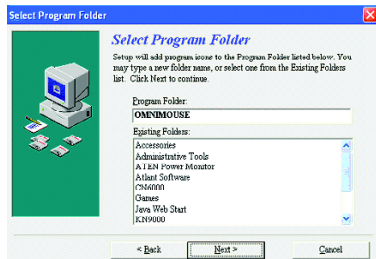 Select Program Folder
Select Program Folder
Setup will add program icons to the Program Folder listed below. You
may type a new folder name, or select one from the Existing Folders
list. Click Next to continue.
Program Folder:
OMNIMOUSE
Existing Folders:
Accessories
Administrative Tools
ATEN Power Monitor
Atlant Software
CN6000
Games
Java Web Start
KN9000
< Back
Next >
Cancel